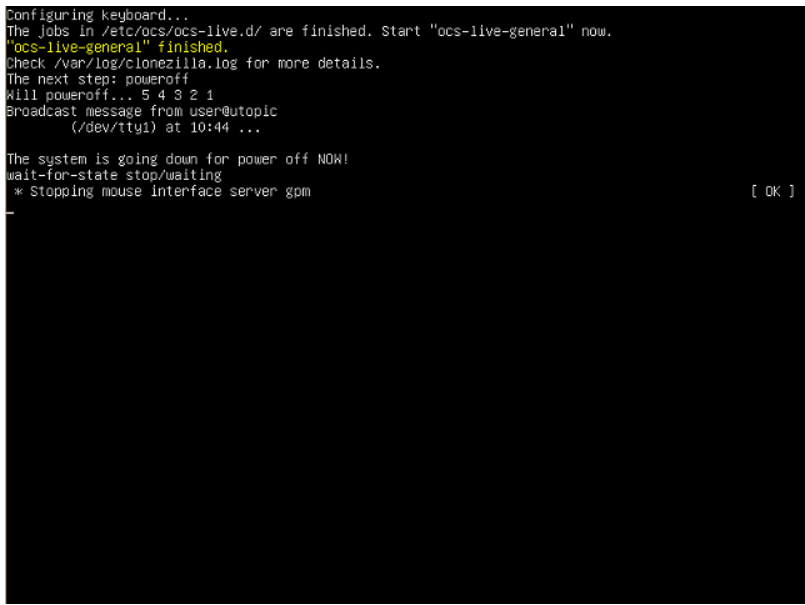 Configuring keyboard...
The jobs in /etc/ocs/ocs-live.d/ are finished. Start "ocs-live-general" now.
"ocs-live-general" finished.
Check /var/log/clonezilla.log for more details.
The next step: poweroff
Will poweroff... 5 4 3 2 1
Broadcast message from user@utopic
(/dev/tty1) at 10:44 ...
The system is going down for power off NOW!
wait-for-state stop/waiting
* Stopping mouse interface server gpm [ OK ]